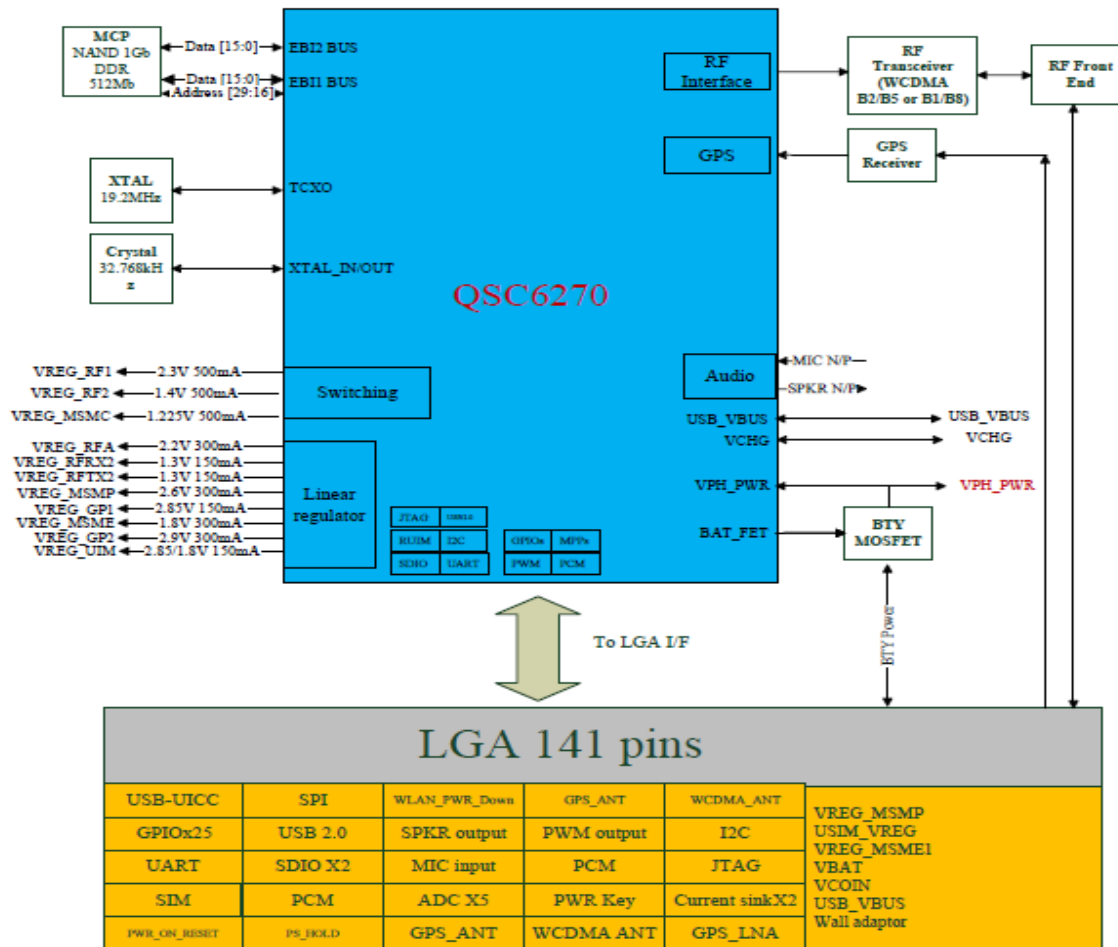 MCP
NAND 1Gb
DDR
512Mb
Data [15:0]
EBI2 BUS
Data [15:0]
EBI1 BUS
Address [29:16]
RF
Interface
RF
Transceiver
(WCDMA
B2/B5 or B1/B8)
RF Front
End
GPS
GPS
Receiver
XTAL
19.2MHz
TCXO
Crystal
32.768kH
z
XTAL_IN/OUT
QSC6270
VREG_RF1
2.3V 500mA
VREG_RF2
1.4V 500mA
VREG_MSMC
1.225V 500mA
Switching
Audio
MIC N/P
SPKR N/P
USB_VBUS
USB_VBUS
VCHG
VCHG
VREG_RFA
2.2V 300mA
VREG_RFRX2
1.3V 150mA
VREG_RFTX2
1.3V 150mA
VREG_MSMP
2.6V 300mA
VREG_GP1
2.85V 150mA
VREG_MSME
1.8V 300mA
VREG_GP2
2.9V 300mA
VREG_UIM
2.85/1.8V 150mA
Linear
regulator
VPH_PWR
VPH_PWR
BAT_FET
BTY
MOSFET
JTAG
USB2.0
RUIM
I2C
SDIO
UART
GPIOs
MPPs
PWM
PCM
To LGA I/F
BTY Power
LGA 141 pins
USB-UICC
SPI
WLAN_PWR_Down
GPS_ANT
WCDMA_ANT
GPIOx25
USB 2.0
SPKR output
PWM output
I2C
UART
SDIO X2
MIC input
PCM
JTAG
SIM
PCM
ADC X5
PWR Key
Current sinkX2
PWR_ON_RESET
PS_HOLD
GPS_ANT
WCDMA ANT
GPS_LNA
VREG_MSMP
USIM_VREG
VREG_MSME1
VBAT
VCOIN
USB_VBUS
Wall adaptor